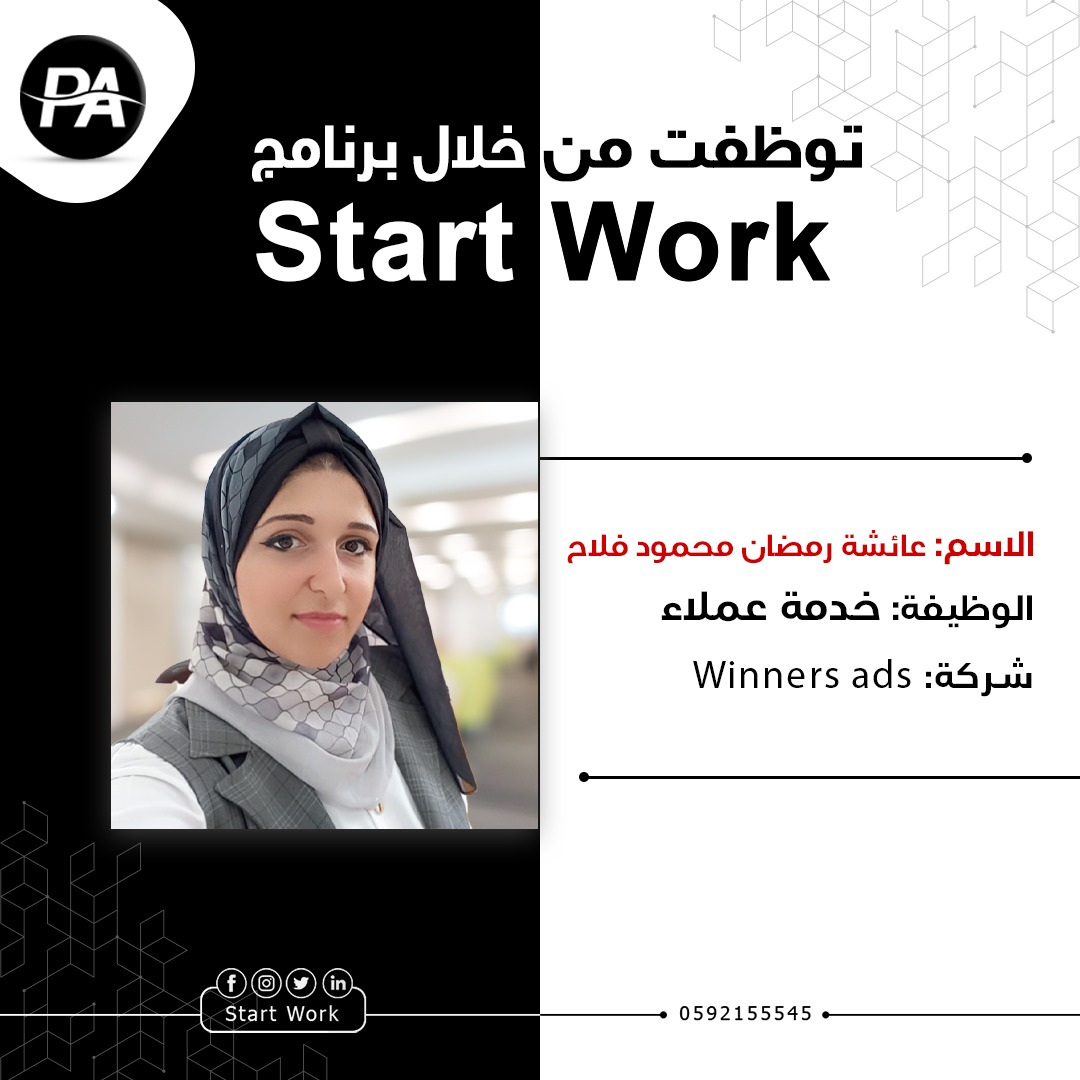 PA
توظفت من خلال برنامج
Start Work
الاسم: عائشة رمضان محمود فلاح
الوظيفة: خدمة عملاء
شركة: Winners ads
Start Work
0592155545